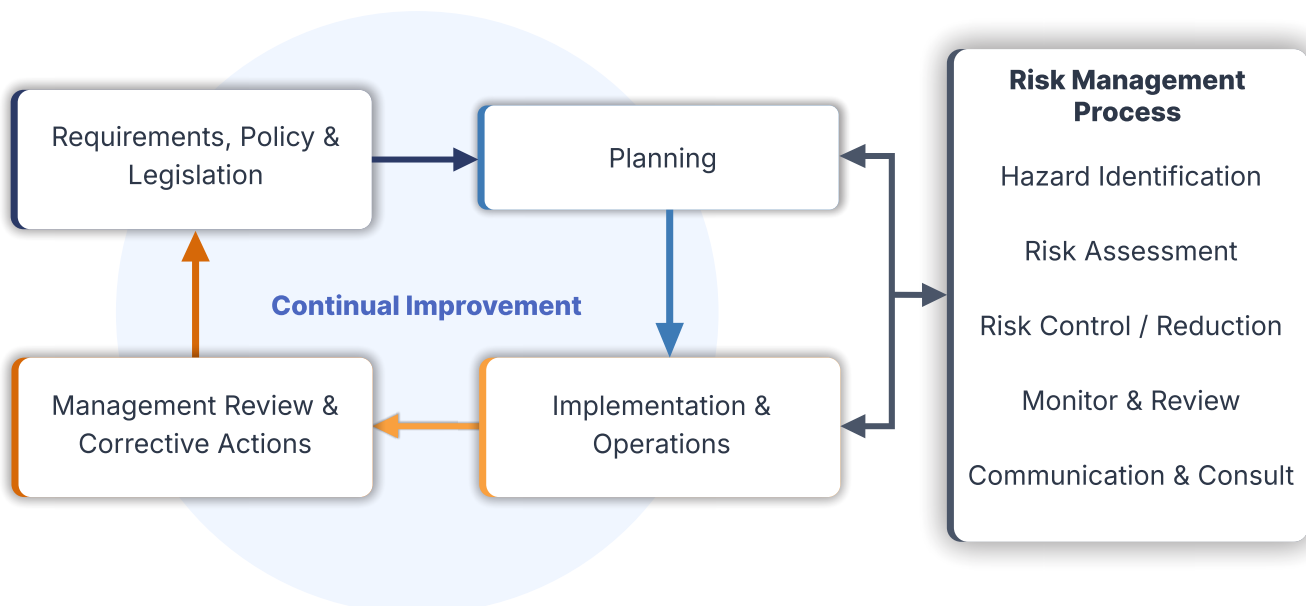 Requirements, Policy &
Legislation
Planning
Continual Improvement
Management Review &
Corrective Actions
Implementation &
Operations
Risk Management
Process
Hazard Identification
Risk Assessment
Risk Control / Reduction
Monitor & Review
Communication & Consult